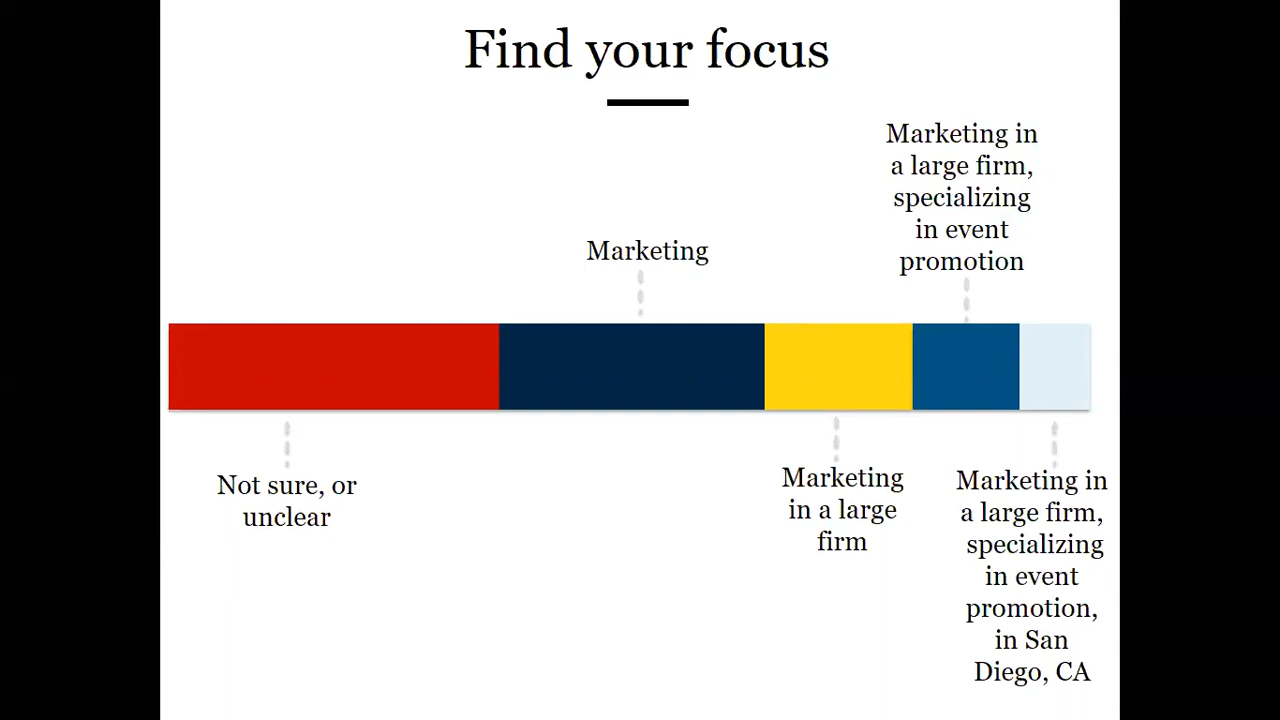 Find your focus
Marketing in
a large firm,
specializing
in event
promotion
Marketing
Not sure, or
unclear
Marketing
in a large
firm
Marketing in
a large firm,
specializing
in event
promotion,
in San
Diego, CA